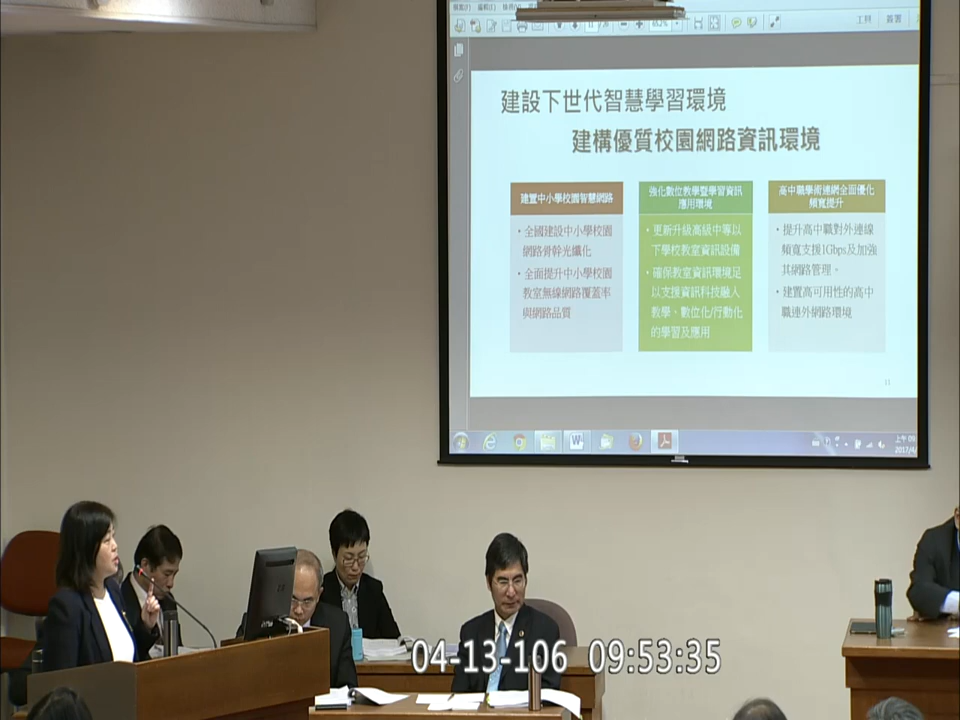 工具
簽署
建設下世代智慧學習環境
建構優質校園網路資訊環境
建置中小學校園智慧網路
• 全國建設中小學校園
網路骨幹光纖化
• 全面提升中小學校園
教室無線網路覆蓋率
與網路品質
強化數位教學暨學習資訊
應用環境
• 更新升級高級中等以
下學校教室資訊設備
• 確保教室資訊環境足
以支援資訊科技融入
教學、數位化/行動化
的學習及應用
高中職學術連網全面優化
頻寬提升
• 提升高中職對外連線
頻寬支援1Gbps及加強
其網路管理。
• 建置高可用性的高中
職連外網路環境
11
上午 09
2017/4
04-13-106 09:53:35